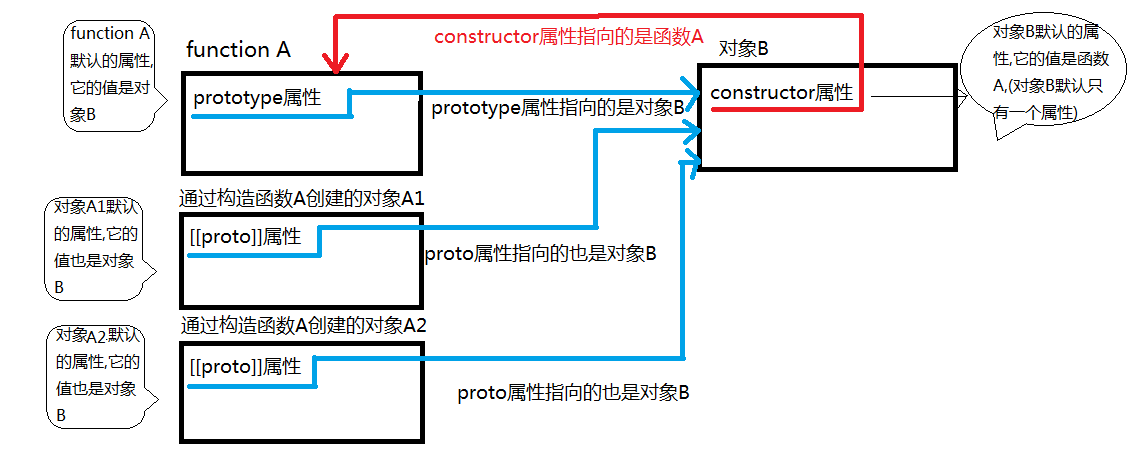 function A
默认的属性,
它的值是对
象B
function A
prototype属性
constructor属性指向的是函数A
prototype属性指向的是对象B
对象B
constructor属性
对象B默认的属
性,它的值是函数
A,(对象B默认只
有一个属性)
通过构造函数A创建的对象A1
对象A1默认
的属性,它的
值也是对象
B
[[proto]]属性
proto属性指向的也是对象B
通过构造函数A创建的对象A2
对象A2.默认
的属性,它的
值也是对象
B
[[proto]]属性
proto属性指向的也是对象B